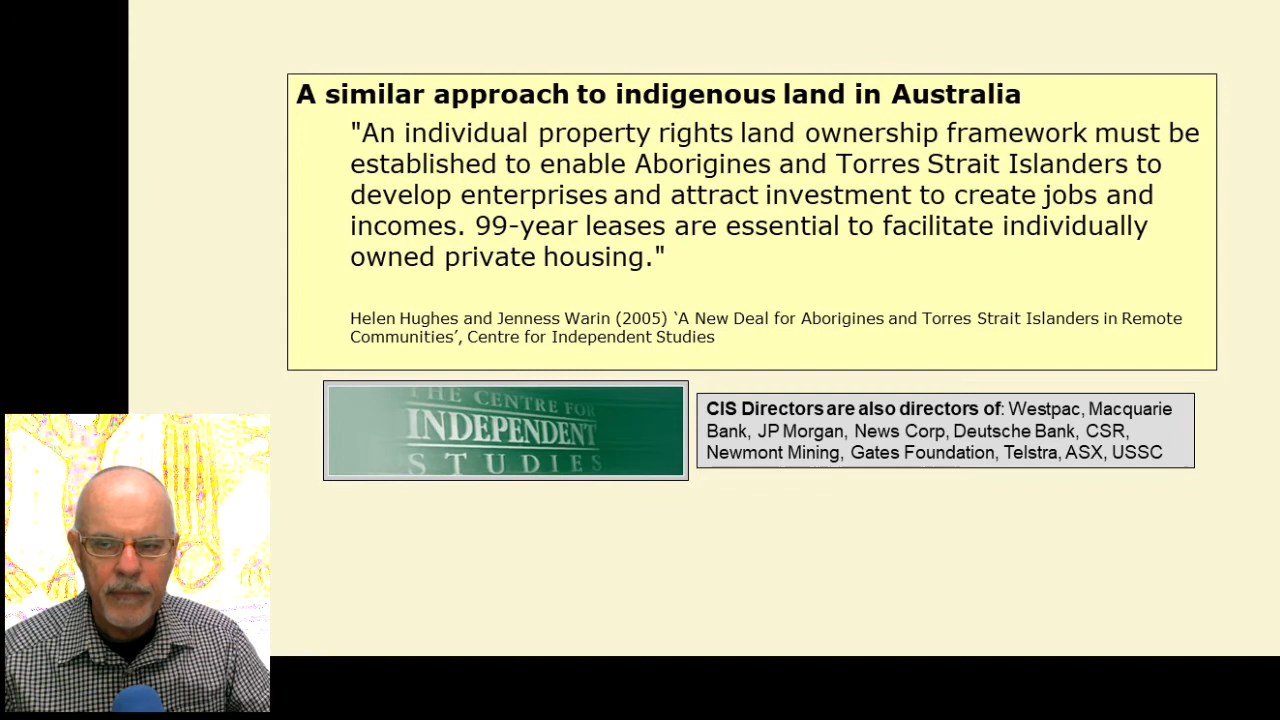 A similar approach to indigenous land in Australia
"An individual property rights land ownership framework must be
established to enable Aborigines and Torres Strait Islanders to
develop enterprises and attract investment to create jobs and
incomes. 99-year leases are essential to facilitate individually
owned private housing."
Helen Hughes and Jenness Warin (2005) ‘A New Deal for Aborigines and Torres Strait Islanders in Remote
Communities’, Centre for Independent Studies
THE CENTRE FOR
INDEPENDENT
STUDIES
CIS Directors are also directors of: Westpac, Macquarie
Bank, JP Morgan, News Corp, Deutsche Bank, CSR,
Newmont Mining, Gates Foundation, Telstra, ASX, USSC